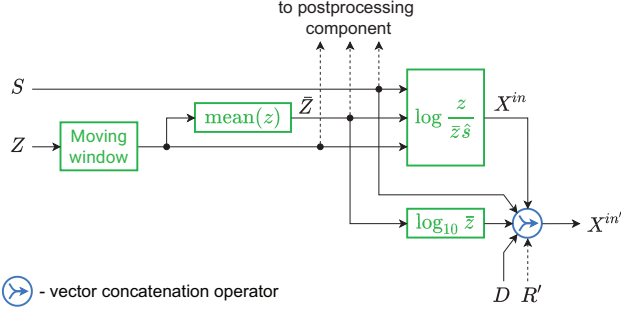 to postprocessing
component
S
mean(z)
Z̄
log z / z̄ŝ
X^{in}
Z
Moving
window
log₁₀ z̄
X^{in'}
D R'
- vector concatenation operator